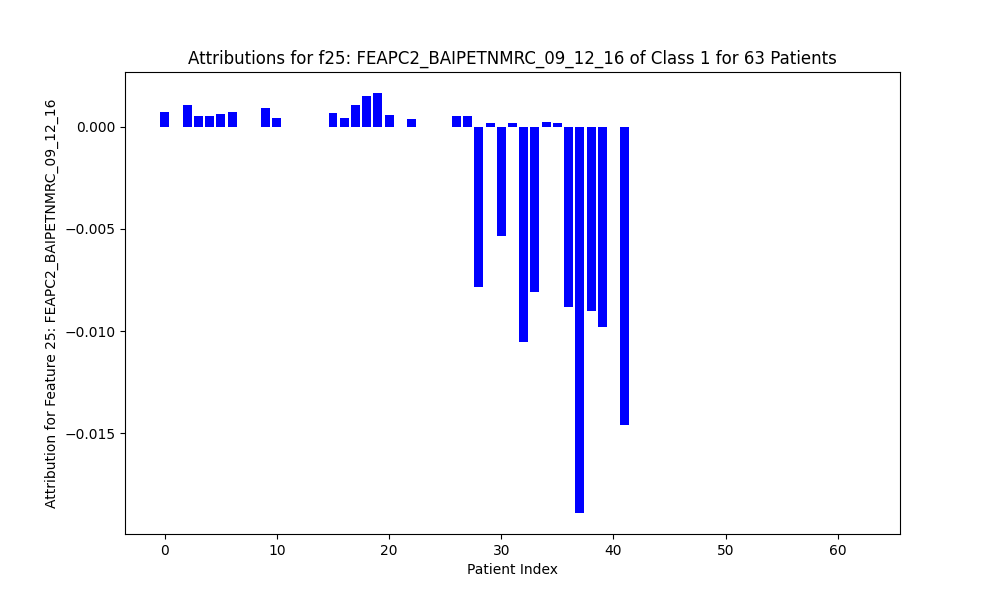 Attributions for f25: FEAPC2_BAIPETNMRC_09_12_16 of Class 1 for 63 Patients
Attribution for Feature 25: FEAPC2_BAIPETNMRC_09_12_16
0.000
−0.005
−0.010
−0.015
0 10 20 30 40 50 60
Patient Index